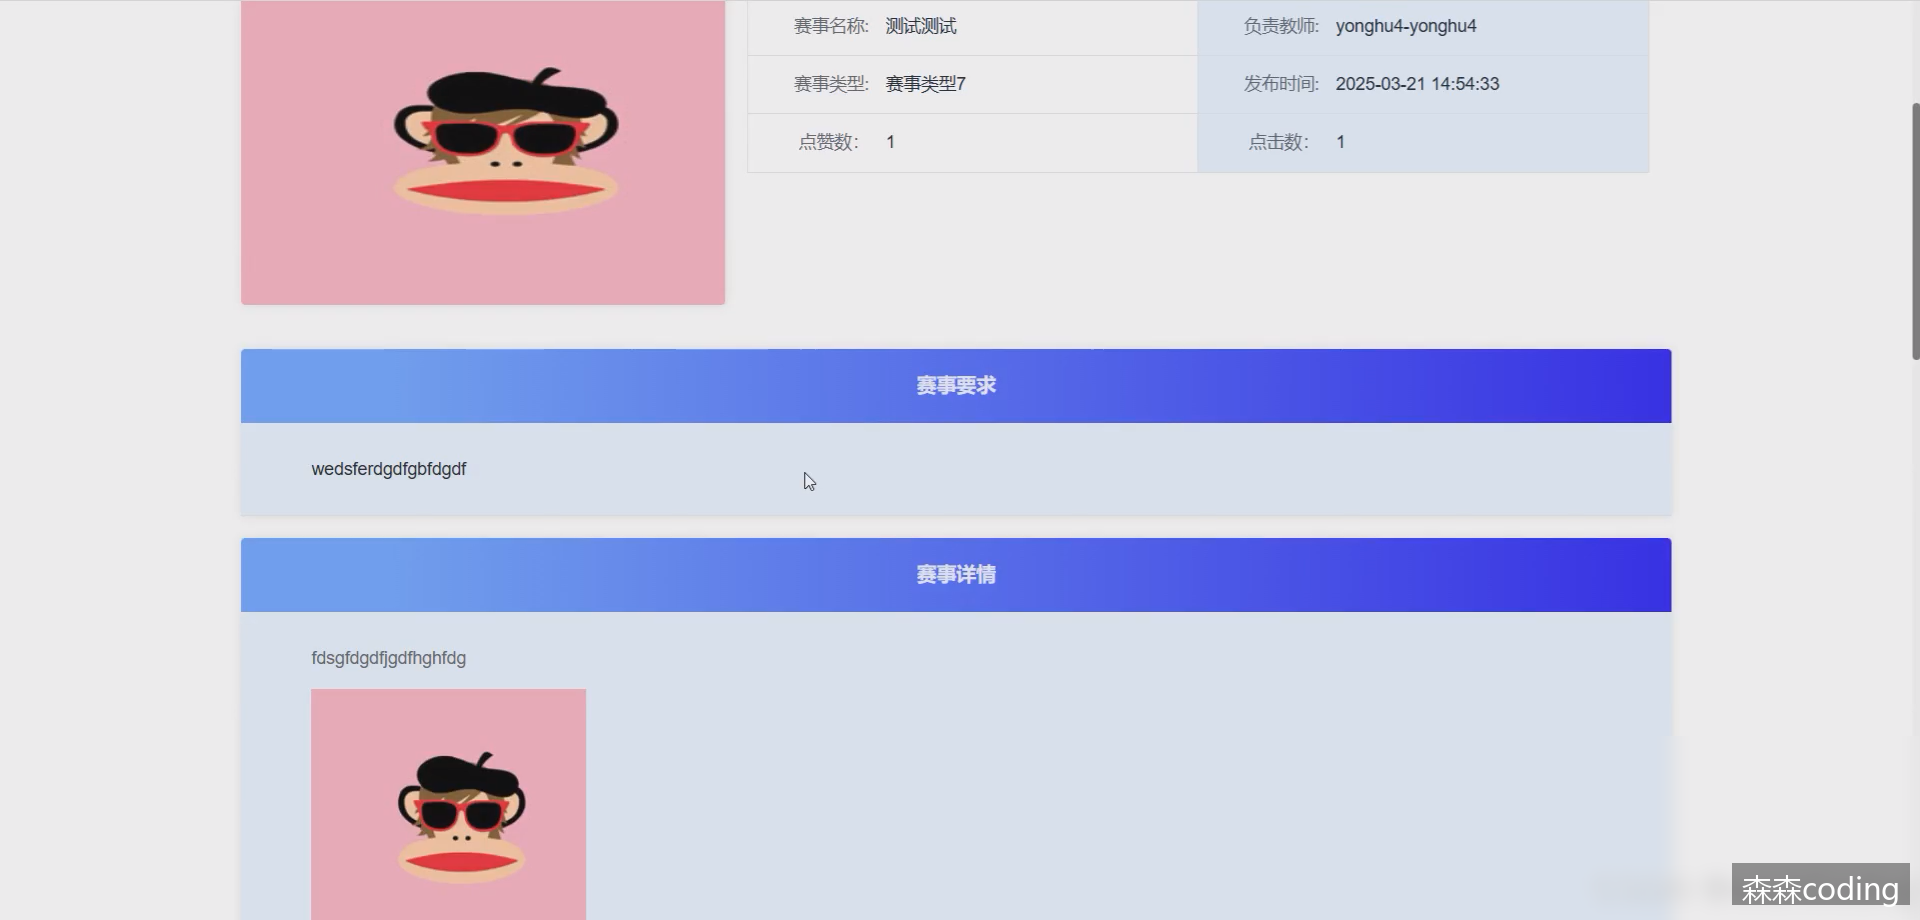 赛事名称: 测试测试 负责教师: yonghu4-yonghu4
赛事类型: 赛事类型7 发布时间: 2025-03-21 14:54:33
点赞数: 1 点击数: 1
赛事要求
wedsferdgdfgbfdgdf
赛事详情
fdsgfdgdfjgdfhghfdg
森森coding